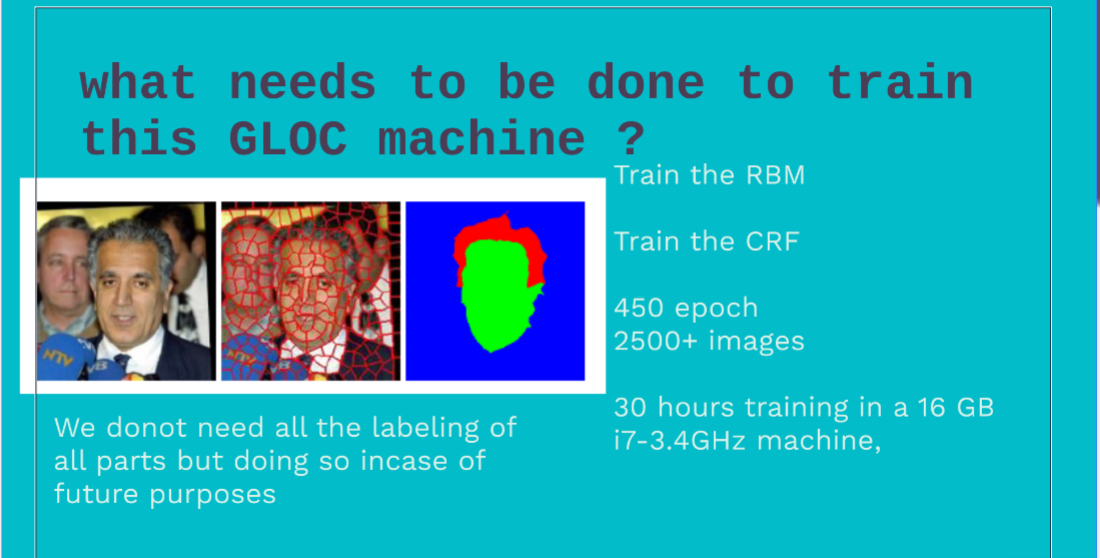 what needs to be done to train
this GLOC machine ?
Train the RBM
Train the CRF
450 epoch
2500+ images
30 hours training in a 16 GB
i7-3.4GHz machine,
NTV
We donot need all the labeling of
all parts but doing so incase of
future purposes